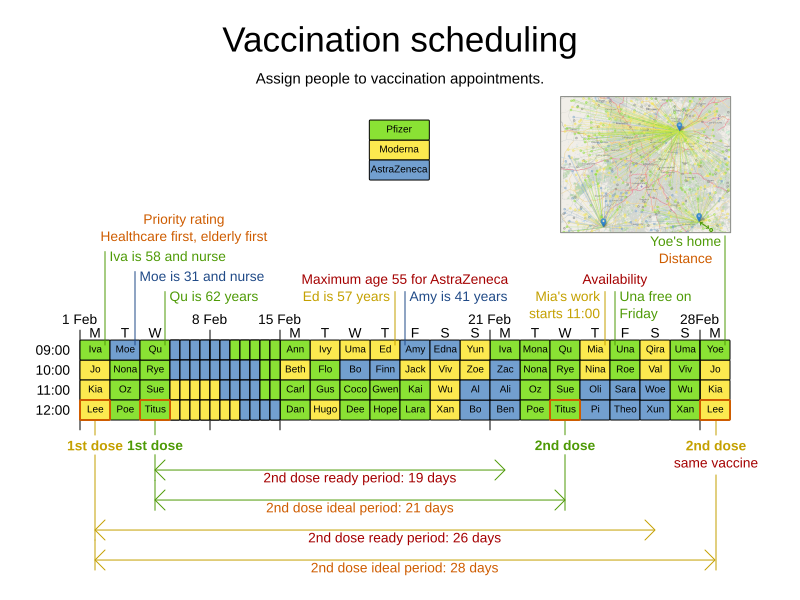 Vaccination scheduling
Assign people to vaccination appointments.
Pfizer
Moderna
AstraZeneca
Priority rating
Healthcare first, elderly first
Iva is 58 and nurse
Moe is 31 and nurse
Qu is 62 years
Maximum age 55 for AstraZeneca
Ed is 57 years
Amy is 41 years
Yoe's home
Distance
Availability
Mia's work
starts 11:00
Una free on
Friday
1 Feb 8 Feb 15 Feb 21 Feb 28Feb
M T W M T W T F S S M T W T F S S M
09:00 Iva Moe Qu Ann Ivy Uma Ed Amy Edna Yun Iva Mona Qu Mia Una Qira Uma Yoe
10:00 Jo Nona Rye Beth Flo Bo Finn Jack Viv Zoe Zac Nona Rye Nina Roe Val Viv Jo
11:00 Kia Oz Sue Carl Gus Coco Gwen Kai Wu Al Ali Oz Sue Oli Sara Woe Wu Kia
12:00 Lee Poe Titus Dan Hugo Dee Hope Lara Xan Bo Ben Poe Titus Pi Theo Xun Xan Lee
1st dose 1st dose 2nd dose 2nd dose
same vaccine
2nd dose ready period: 19 days
2nd dose ideal period: 21 days
2nd dose ready period: 26 days
2nd dose ideal period: 28 days